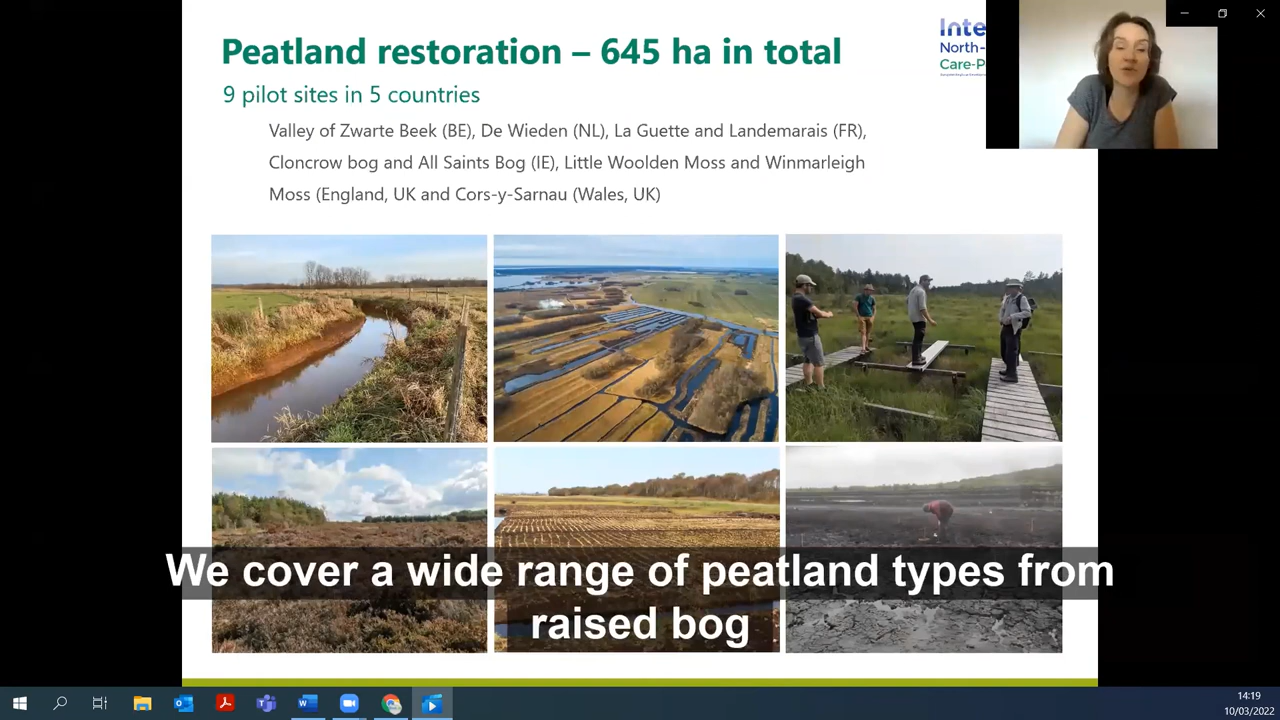 Peatland restoration – 645 ha in total
9 pilot sites in 5 countries
Valley of Zwarte Beek (BE), De Wieden (NL), La Guette and Landemarais (FR),
Cloncrow bog and All Saints Bog (IE), Little Woolden Moss and Winmarleigh
Moss (England, UK and Cors-y-Sarnau (Wales, UK)
Inte
North-
Care-P
We cover a wide range of peatland types from
raised bog
14:19
10/03/2022